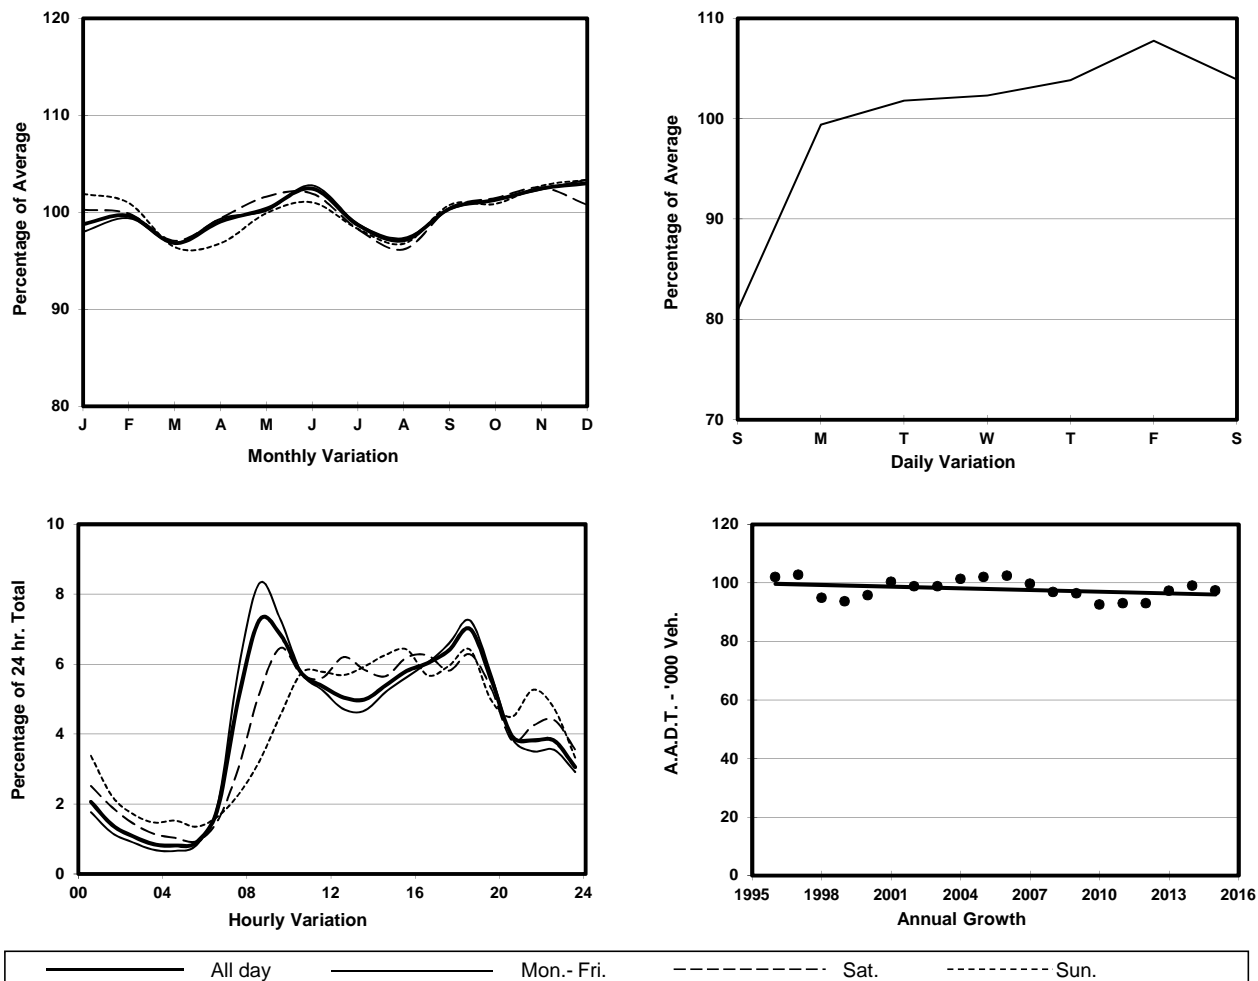 120
110
100
90
80
Percentage of Average
J F M A M J J A S O N D
Monthly Variation
110
100
90
80
70
Percentage of Average
S M T W T F S
Daily Variation
10
8
6
4
2
0
Percentage of 24 hr. Total
00 04 08 12 16 20 24
Hourly Variation
120
100
80
60
40
20
0
A.A.D.T. - '000 Veh.
1995 1998 2001 2004 2007 2010 2013 2016
Annual Growth
All day Mon.- Fri. Sat. Sun.